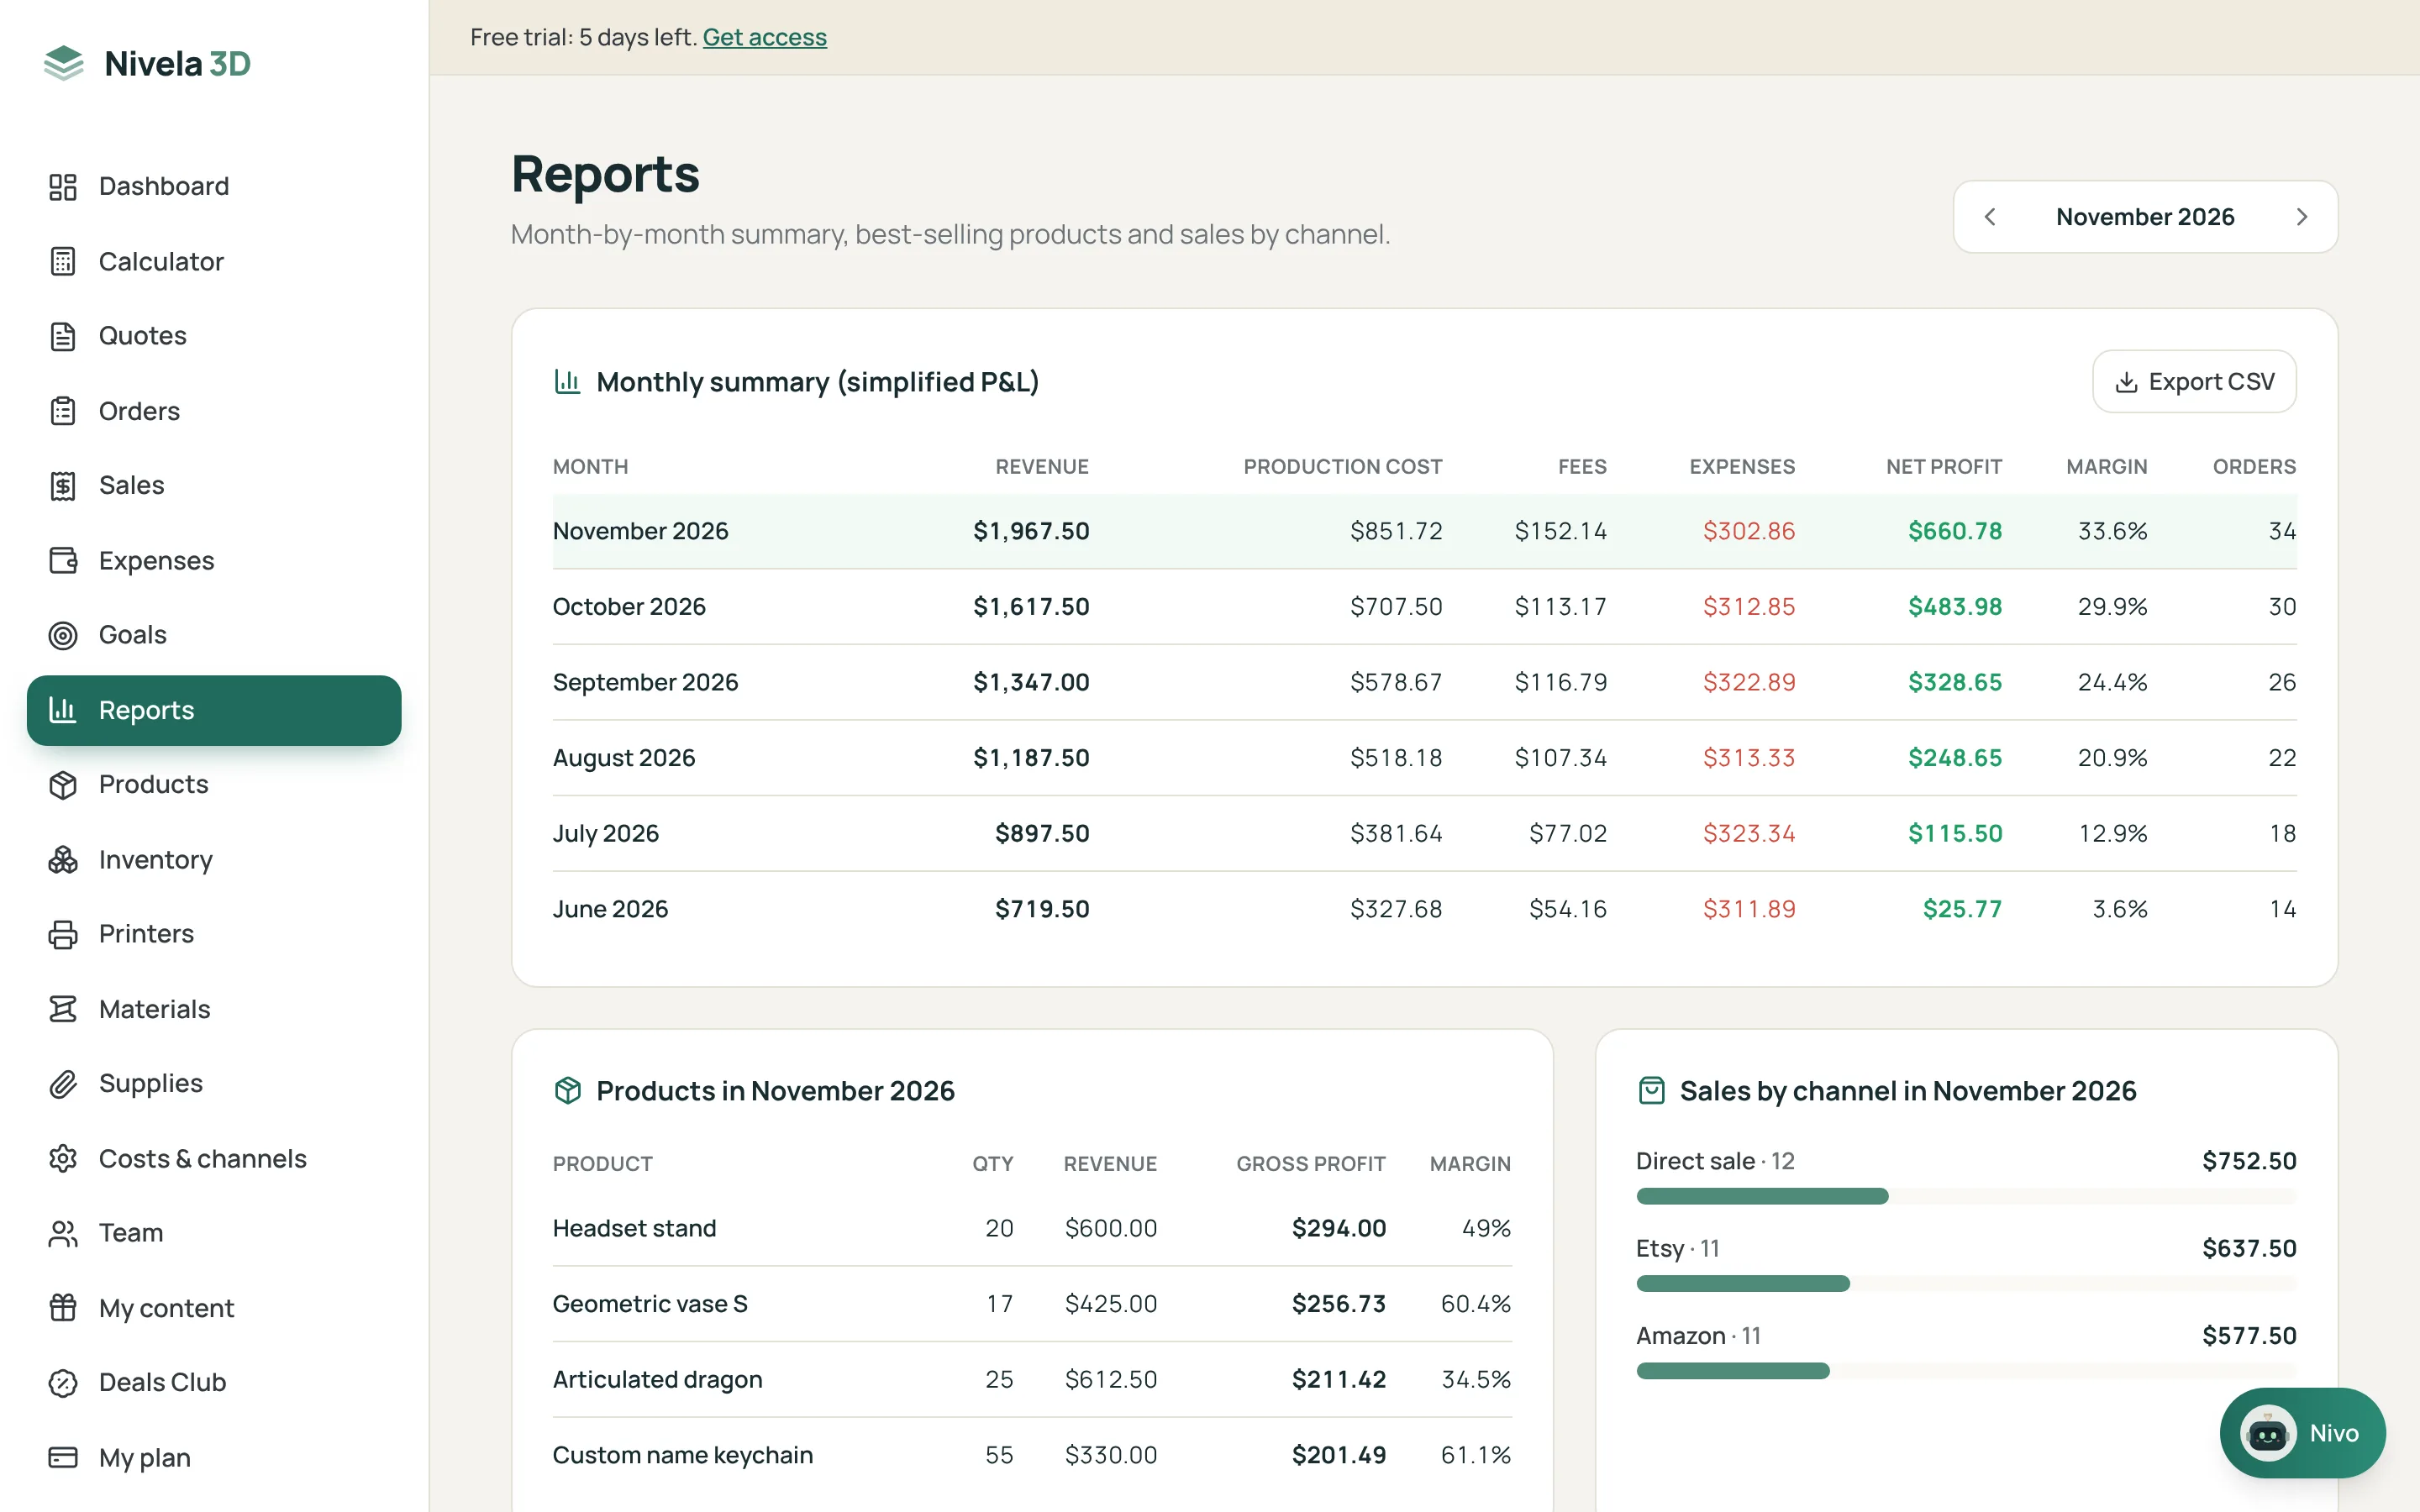 Nivela 3D
Free trial: 5 days left. Get access
Dashboard
Calculator
Quotes
Orders
Sales
Expenses
Goals
Reports
Products
Inventory
Printers
Materials
Supplies
Costs & channels
Team
My content
Deals Club
My plan
Reports
Month-by-month summary, best-selling products and sales by channel.
November 2026
Monthly summary (simplified P&L)
Export CSV
MONTH REVENUE PRODUCTION COST FEES EXPENSES NET PROFIT MARGIN ORDERS
November 2026 $1,967.50 $851.72 $152.14 $302.86 $660.78 33.6% 34
October 2026 $1,617.50 $707.50 $113.17 $312.85 $483.98 29.9% 30
September 2026 $1,347.00 $578.67 $116.79 $322.89 $328.65 24.4% 26
August 2026 $1,187.50 $518.18 $107.34 $313.33 $248.65 20.9% 22
July 2026 $897.50 $381.64 $77.02 $323.34 $115.50 12.9% 18
June 2026 $719.50 $327.68 $54.16 $311.89 $25.77 3.6% 14
Products in November 2026
PRODUCT QTY REVENUE GROSS PROFIT MARGIN
Headset stand 20 $600.00 $294.00 49%
Geometric vase S 17 $425.00 $256.73 60.4%
Articulated dragon 25 $612.50 $211.42 34.5%
Custom name keychain 55 $330.00 $201.49 61.1%
Sales by channel in November 2026
Direct sale · 12 $752.50
Etsy · 11 $637.50
Amazon · 11 $577.50
Nivo